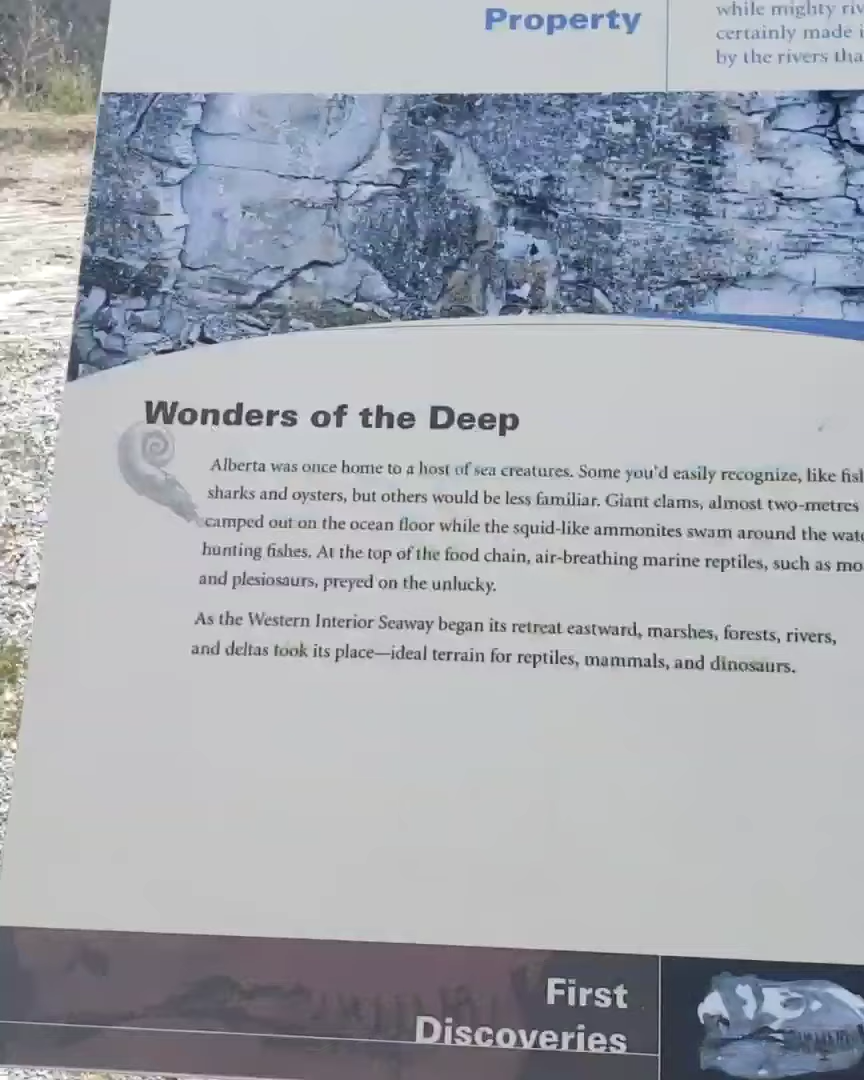 Property
while mighty
certainly made
by the rivers
Wonders of the Deep
Alberta was once home to a host of sea creatures. Some you'd easily recognize, like
sharks and oysters, but others would be less familiar. Giant clams, almost two-metres
camped out on the ocean floor while the squid-like ammonites swam around the
hunting fishes. At the top of the food chain, air-breathing marine reptiles, such as
and plesiosaurs, preyed on the unlucky.
As the Western Interior Seaway began its retreat eastward, marshes, forests, rivers,
and deltas took its place—ideal terrain for reptiles, mammals, and dinosaurs.
First
Discoveries